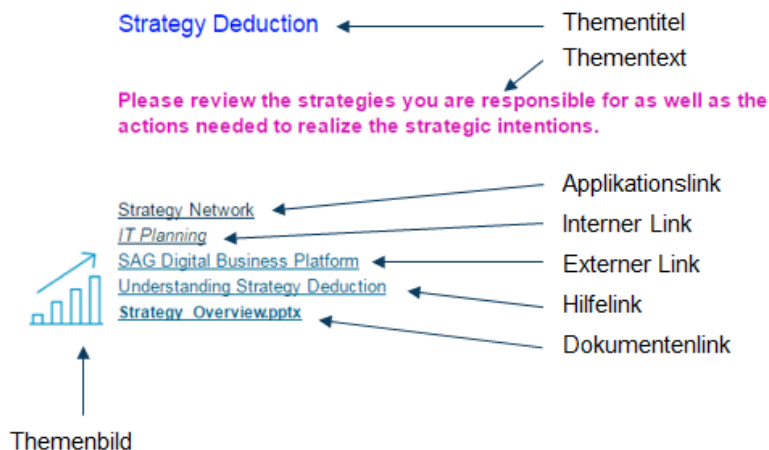 Strategy Deduction
Thementitel
Thementext
Please review the strategies you are responsible for as well as the
actions needed to realize the strategic intentions.
Strategy Network
Applikationslink
IT Planning
Interner Link
SAG Digital Business Platform
Externer Link
Understanding Strategy Deduction
Hilfelink
Strategy_Overview.pptx
Dokumentenlink
Themenbild